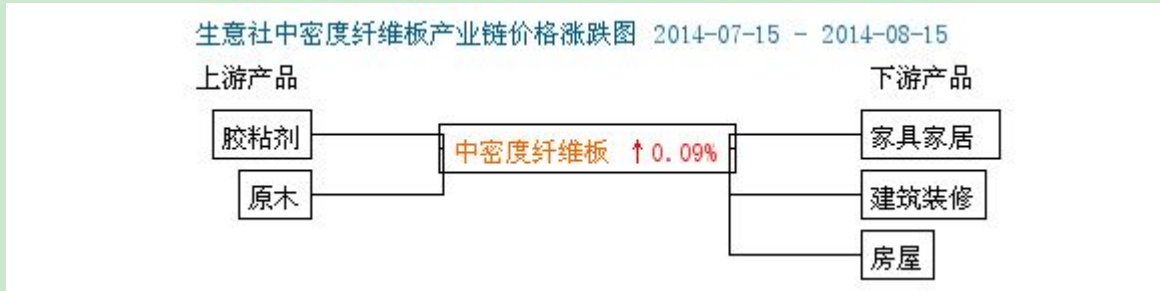 生意社中密度纤维板产业链价格涨跌图 2014-07-15 - 2014-08-15
上游产品 下游产品
胶粘剂 中密度纤维板 ↑0.09% 家具家居
原木 建筑装修
房屋